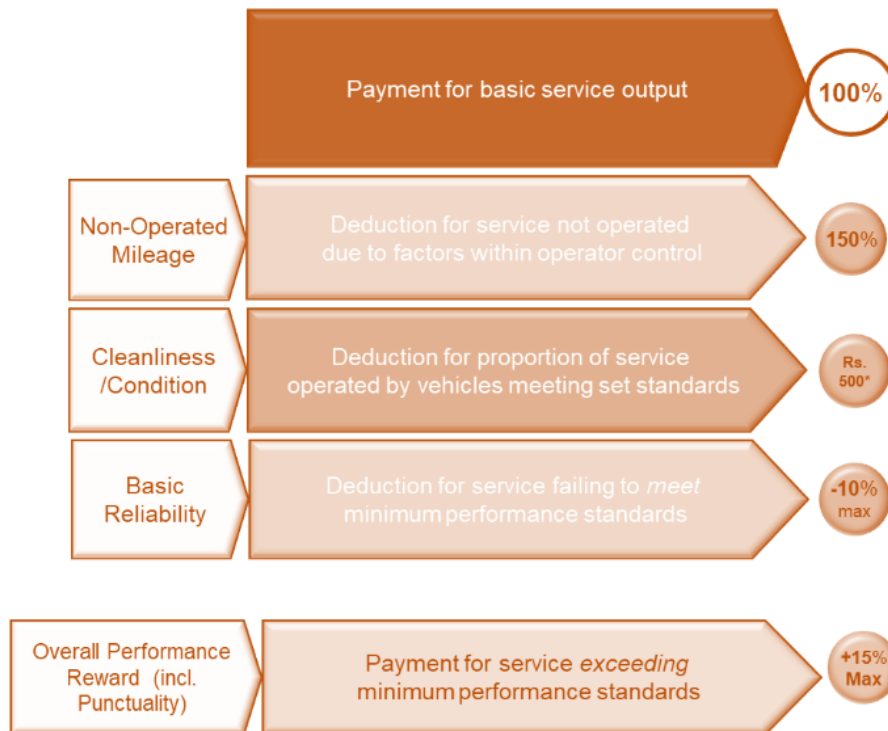 Payment for basic service output
100%
Non-Operated
Mileage
Deduction for service not operated
due to factors within operator control
150%
Cleanliness
/Condition
Deduction for proportion of service
operated by vehicles meeting set standards
Rs.
500*
Basic
Reliability
Deduction for service failing to meet
minimum performance standards
-10%
max
Overall Performance
Reward (incl.
Punctuality)
Payment for service exceeding
minimum performance standards
+15%
Max